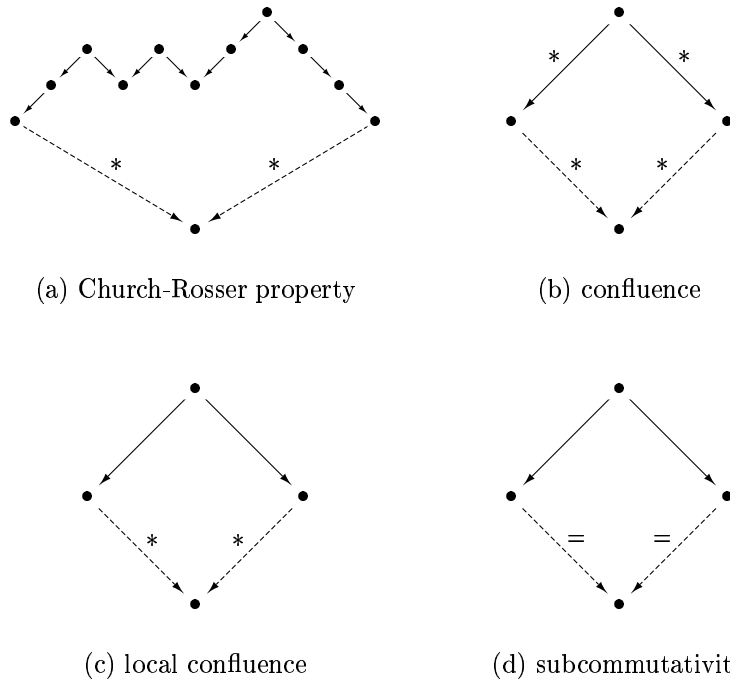 * *
* *
* *
(a) Church-Rosser property
(b) confluence
* *
= =
(c) local confluence
(d) subcommutativit